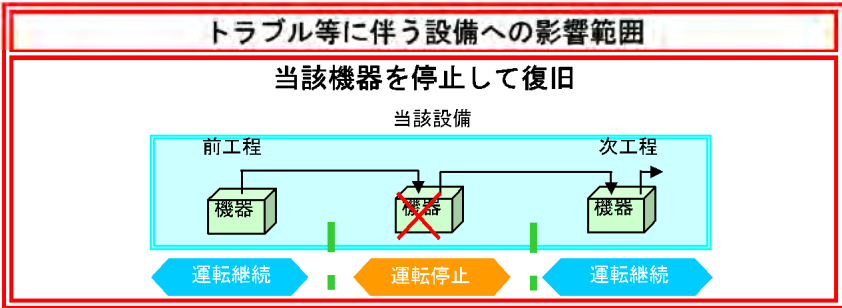 トラブル等に伴う設備への影響範囲
当該機器を停止して復旧
当該設備
前工程
次工程
機器
機器
機器
運転継続
運転停止
運転継続